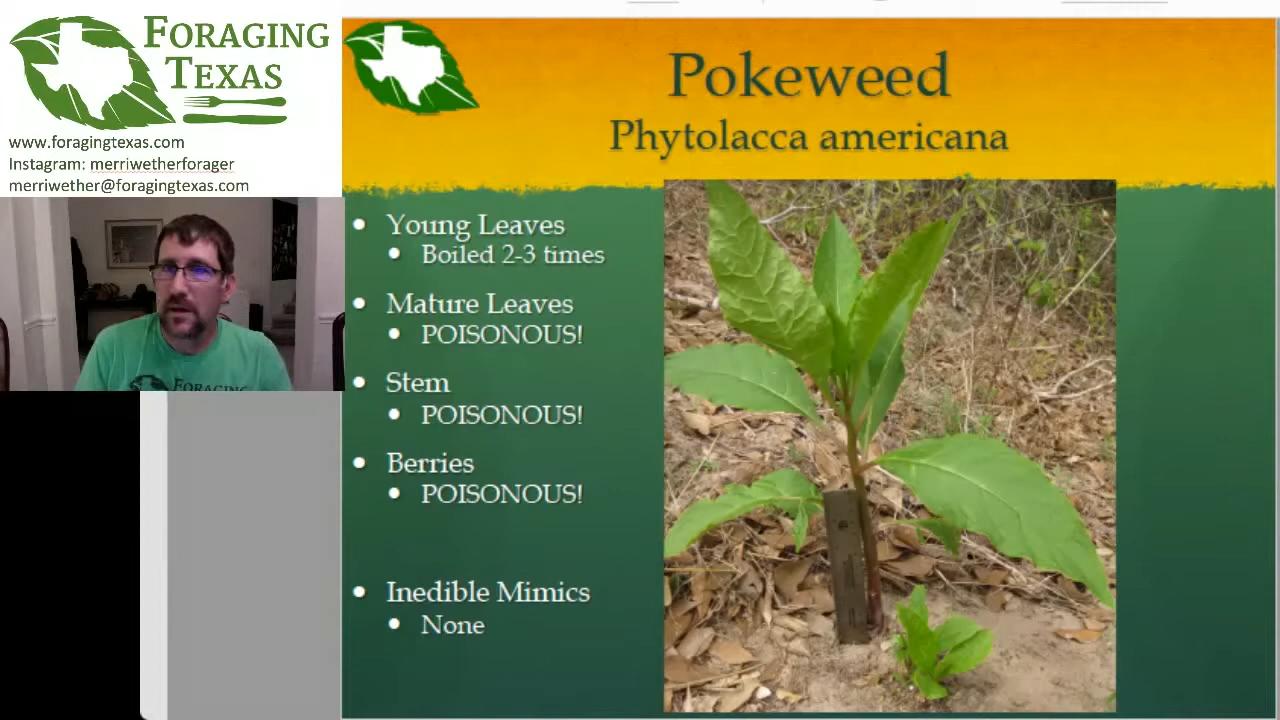 FORAGING
TEXAS
www.foragingtexas.com
Instagram: merriwetherforager
merriwether@foragingtexas.com
FORAGING
Pokeweed
Phytolacca americana
• Young Leaves
• Boiled 2-3 times
• Mature Leaves
• POISONOUS!
• Stem
• POISONOUS!
• Berries
• POISONOUS!
• Inedible Mimics
• None